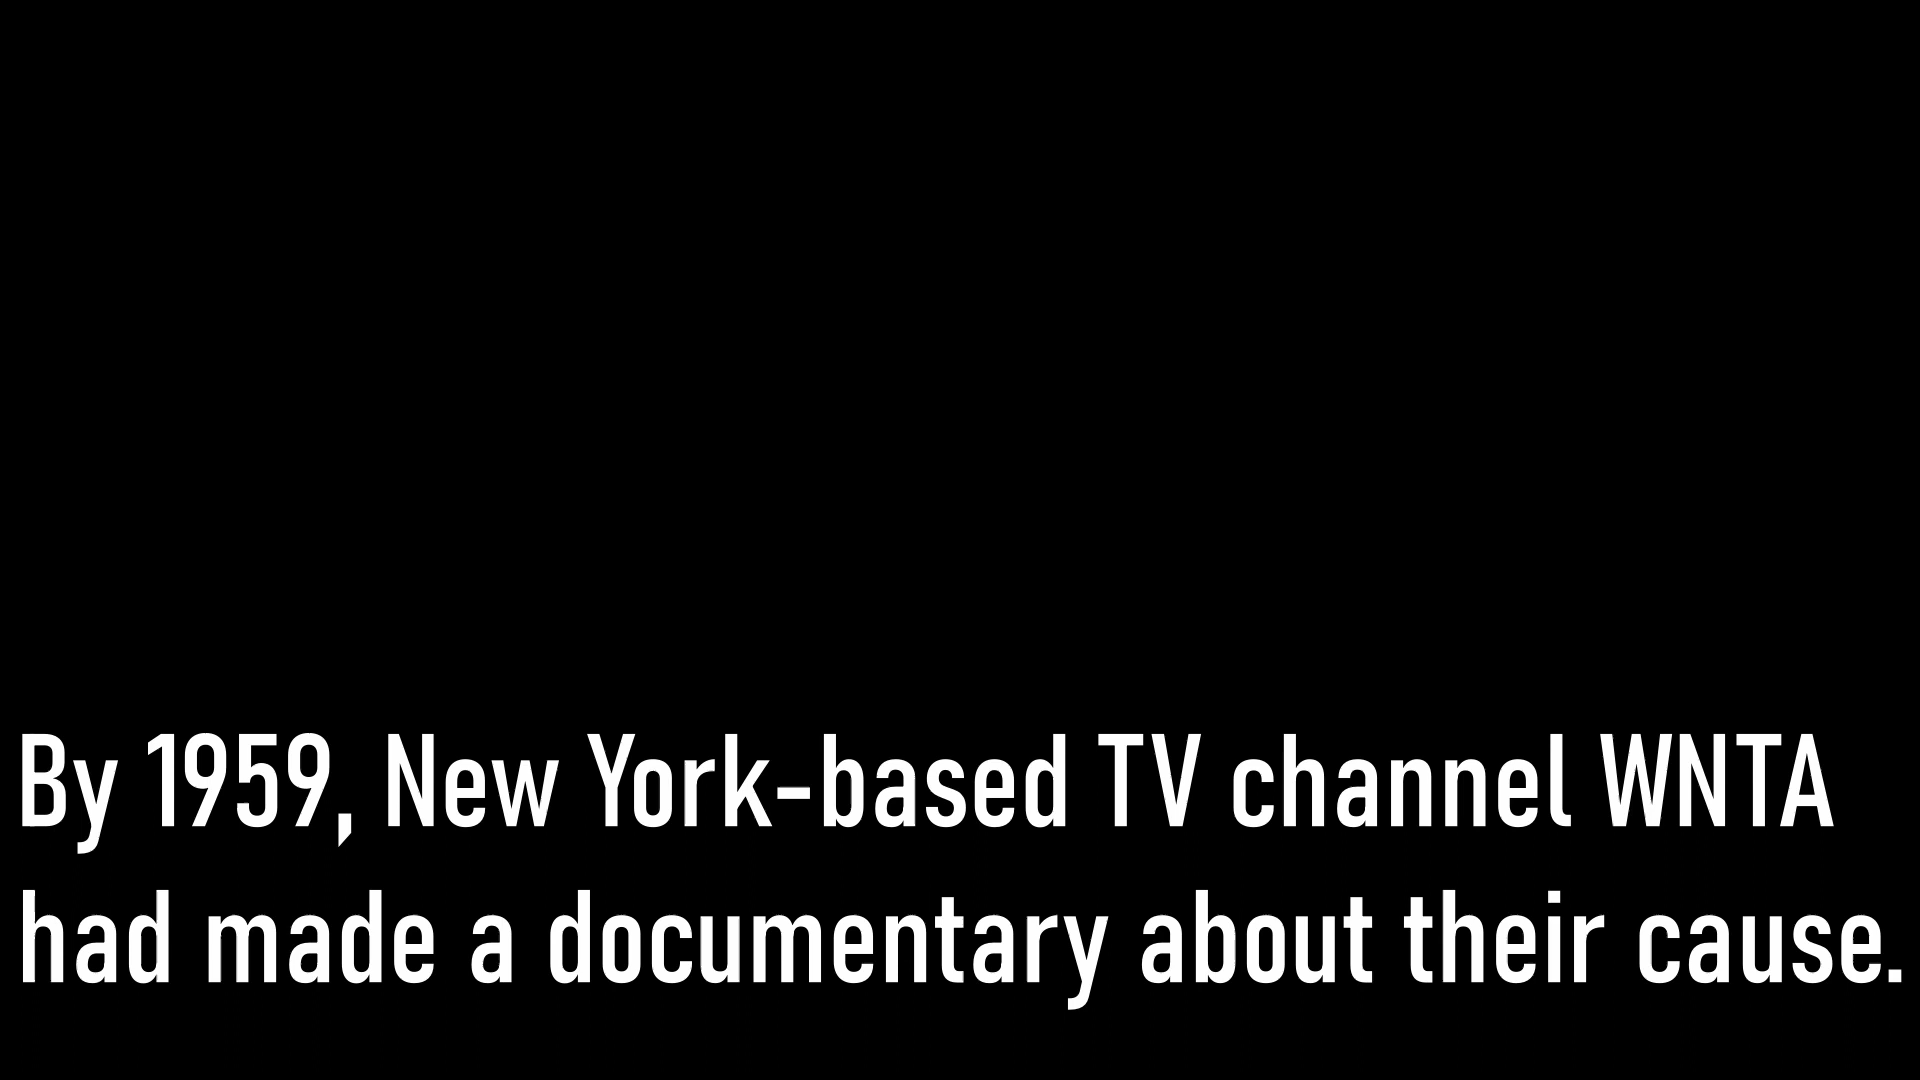 By 1959, New York-based TV channel WNTA
had made a documentary about their cause.